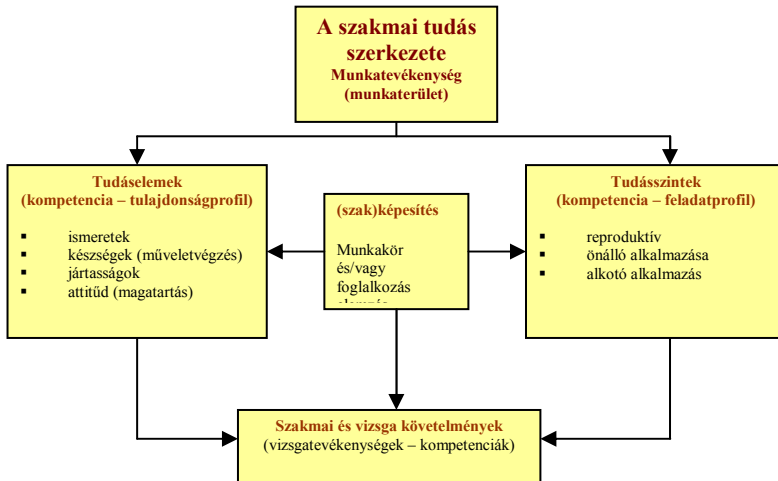 A szakmai tudás
szerkezete
Munkatevékenység
(munkaterület)
Tudáselemek
(kompetencia – tulajdonságprofil)
▪ ismeretek
▪ készségek (műveletvégzés)
▪ jártasságok
▪ attitűd (magatartás)
(szak)képesítés
Munkakör
és/vagy
foglalkozás
Tudásszintek
(kompetencia – feladatprofil)
▪ reproduktív
▪ önálló alkalmazása
▪ alkotó alkalmazás
Szakmai és vizsga követelmények
(vizsgatevékenységek – kompetenciák)